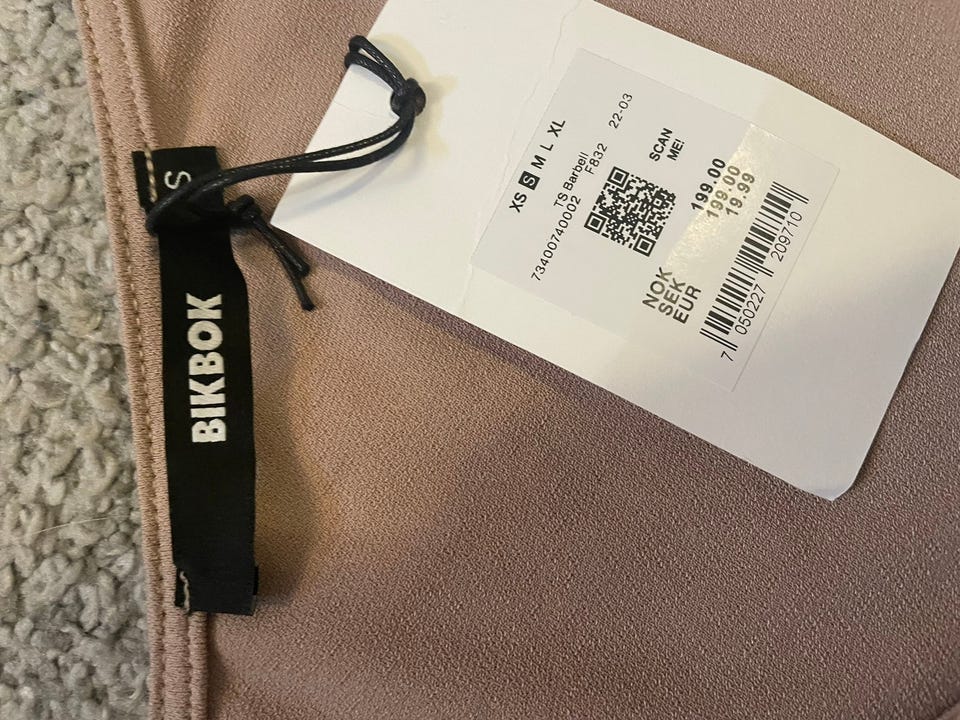 S
BIKBOK
XS S M L XL
TS Barbell
73400740002 F832 22-03
SCAN
ME!
NOK 199.00
SEK 199.00
EUR 19.99
7 050227 209710